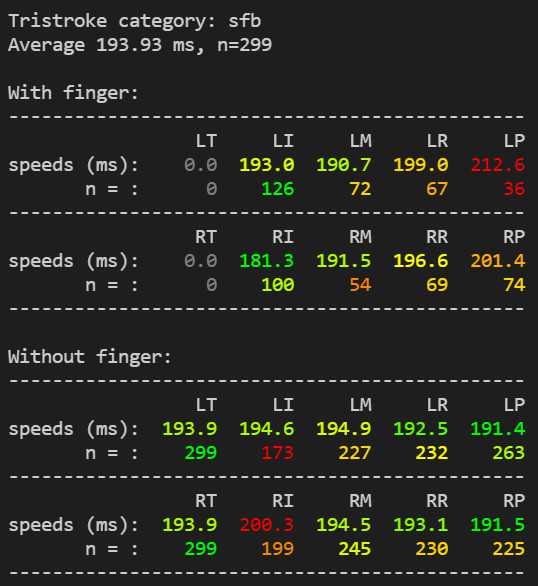 Tristroke category: sfb
Average 193.93 ms, n=299
With finger:
------------------------------------------------
LT LI LM LR LP
speeds (ms): 0.0 193.0 190.7 199.0 212.6
n = : 0 126 72 67 36
------------------------------------------------
RT RI RM RR RP
speeds (ms): 0.0 181.3 191.5 196.6 201.4
n = : 0 100 54 69 74
------------------------------------------------
Without finger:
------------------------------------------------
LT LI LM LR LP
speeds (ms): 193.9 194.6 194.9 192.5 191.4
n = : 299 173 227 232 263
------------------------------------------------
RT RI RM RR RP
speeds (ms): 193.9 200.3 194.5 193.1 191.5
n = : 299 199 245 230 225
------------------------------------------------